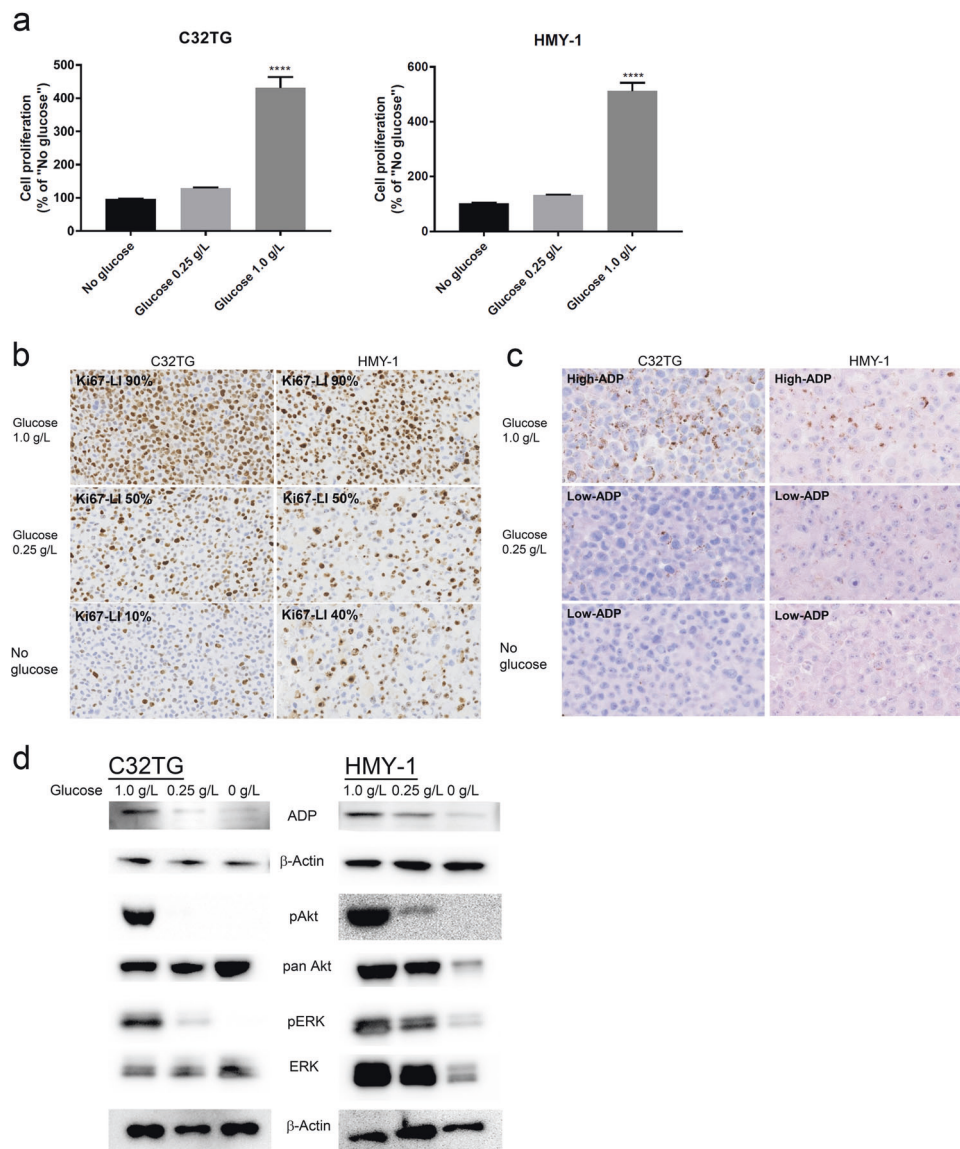 a
C32TG
HMY-1
Cell proliferation
(% of "No glucose")
500
400
300
200
100
0
No glucose
Glucose 0.25 g/L
Glucose 1.0 g/L
****
Cell proliferation
(% of "No glucose")
600
400
200
0
No glucose
Glucose 0.25 g/L
Glucose 1.0 g/L
****
b
C32TG
HMY-1
Glucose
1.0 g/L
Ki67-LI 90%
Ki67-LI 90%
Glucose
0.25 g/L
Ki67-LI 50%
Ki67-LI 50%
No
glucose
Ki67-LI 10%
Ki67-LI 40%
c
C32TG
HMY-1
Glucose
1.0 g/L
High-ADP
High-ADP
Glucose
0.25 g/L
Low-ADP
Low-ADP
No
glucose
Low-ADP
Low-ADP
d
C32TG
HMY-1
Glucose 1.0 g/L 0.25 g/L 0 g/L
1.0 g/L 0.25 g/L 0 g/L
ADP
β-Actin
pAkt
pan Akt
pERK
ERK
β-Actin